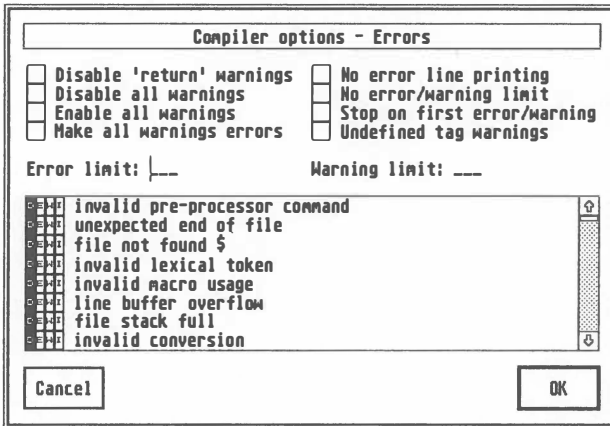 Compiler options - Errors
Disable 'return' warnings
No error line printing
Disable all warnings
No error/warning limit
Enable all warnings
Stop on first error/warning
Make all warnings errors
Undefined tag warnings
Error limit: ___
Warning limit: ___
D E W I invalid pre-processor command
D E W I unexpected end of file
D E W I file not found $
D E W I invalid lexical token
D E W I invalid macro usage
D E W I line buffer overflow
D E W I file stack full
D E W I invalid conversion
Cancel
OK